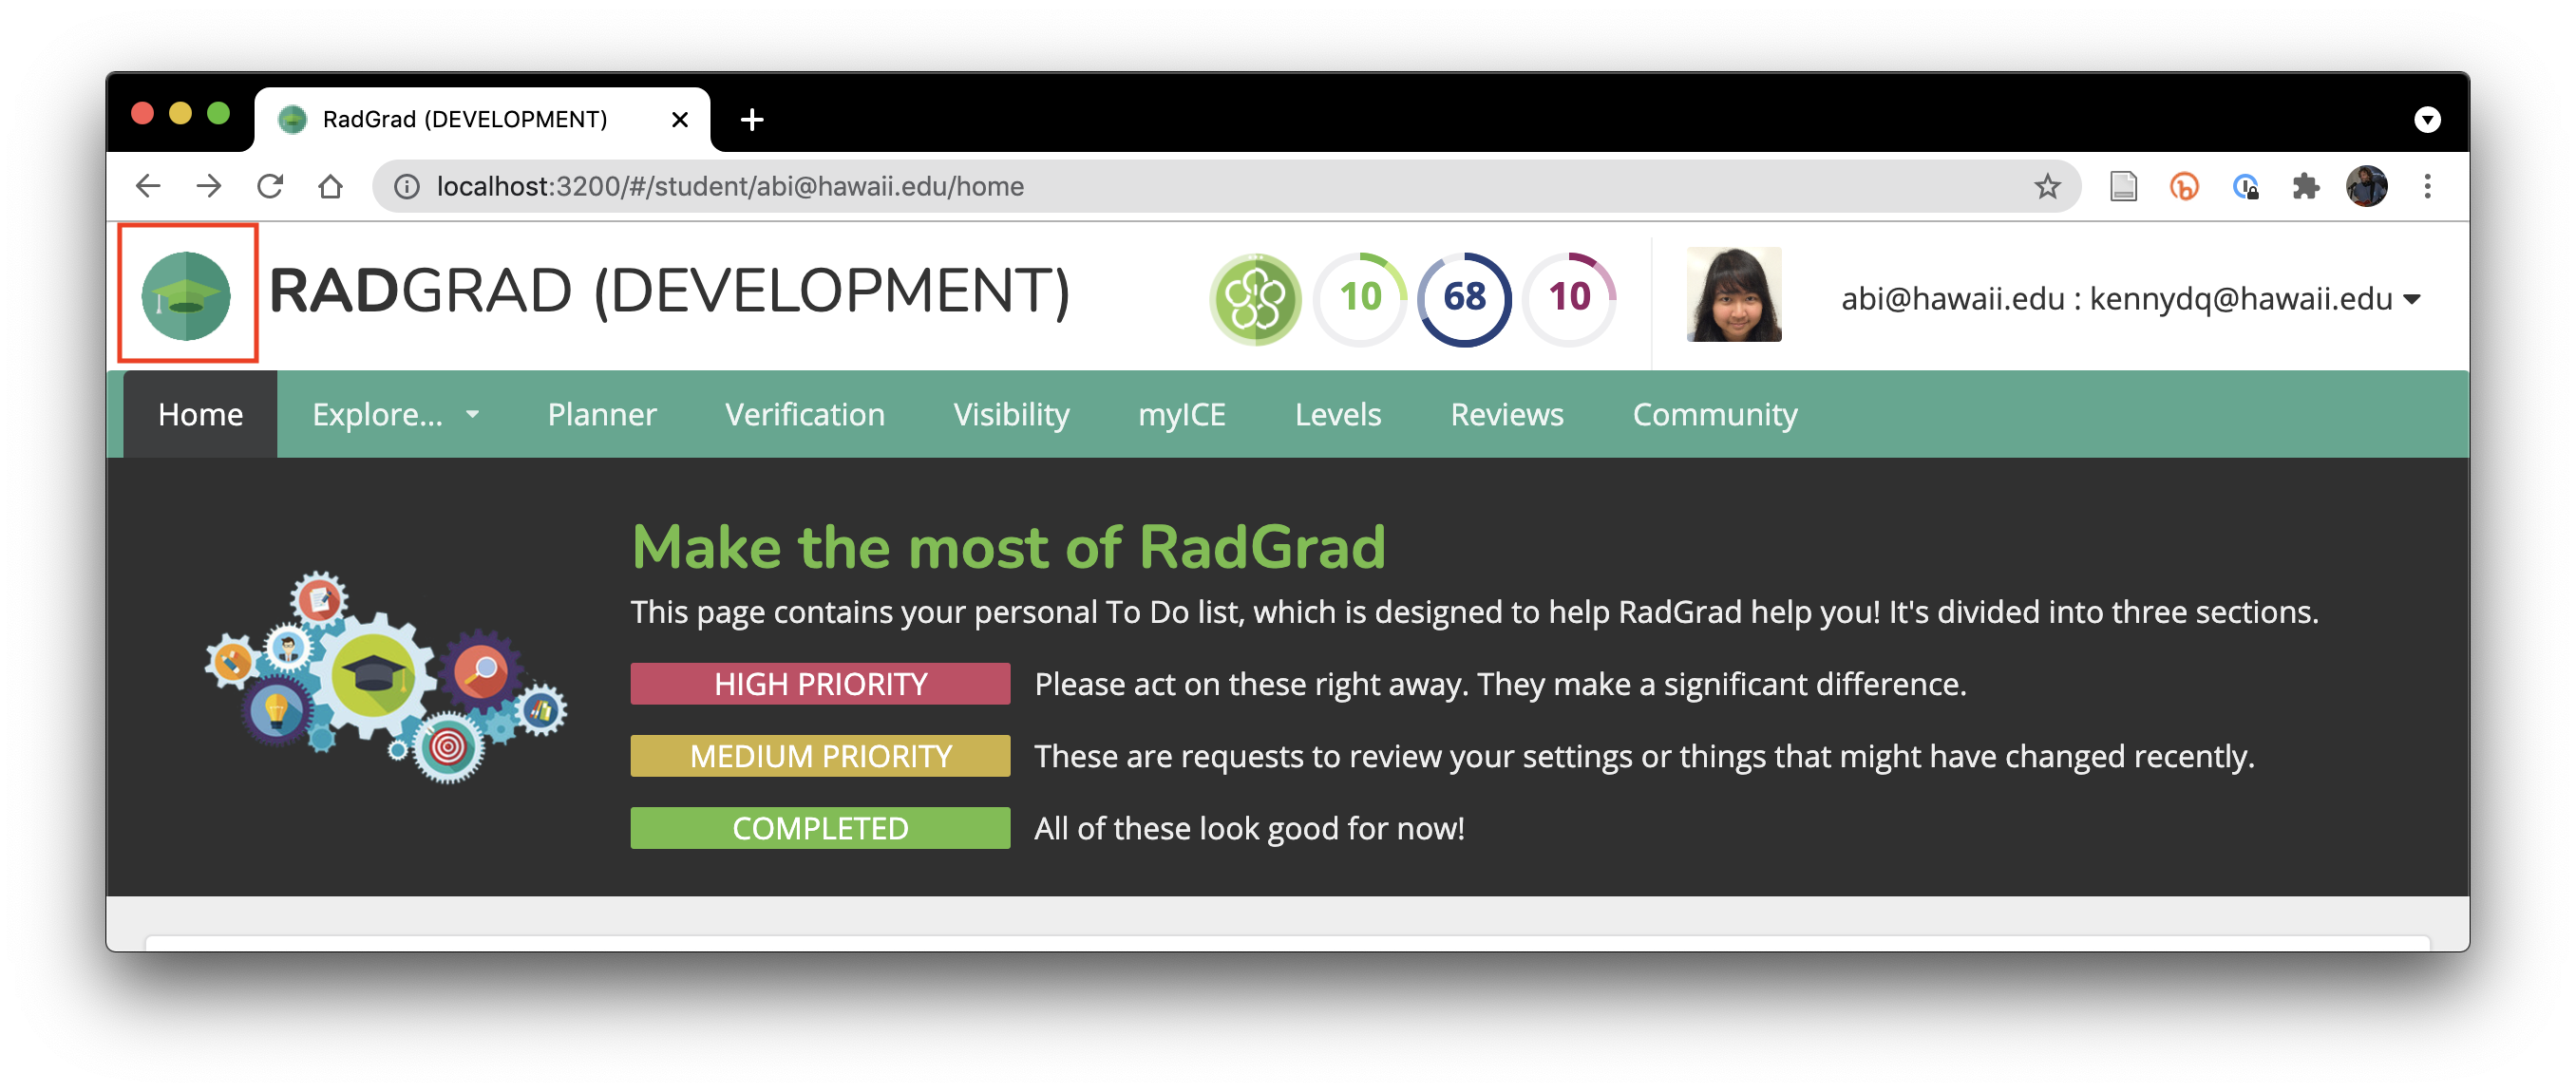 RadGrad (DEVELOPMENT)
localhost:3200/#/student/abi@hawaii.edu/home
RADGRAD (DEVELOPMENT)
10
68
10
abi@hawaii.edu : kennydq@hawaii.edu
Home Explore... Planner Verification Visibility myICE Levels Reviews Community
Make the most of RadGrad
This page contains your personal To Do list, which is designed to help RadGrad help you! It's divided into three sections.
HIGH PRIORITY Please act on these right away. They make a significant difference.
MEDIUM PRIORITY These are requests to review your settings or things that might have changed recently.
COMPLETED All of these look good for now!